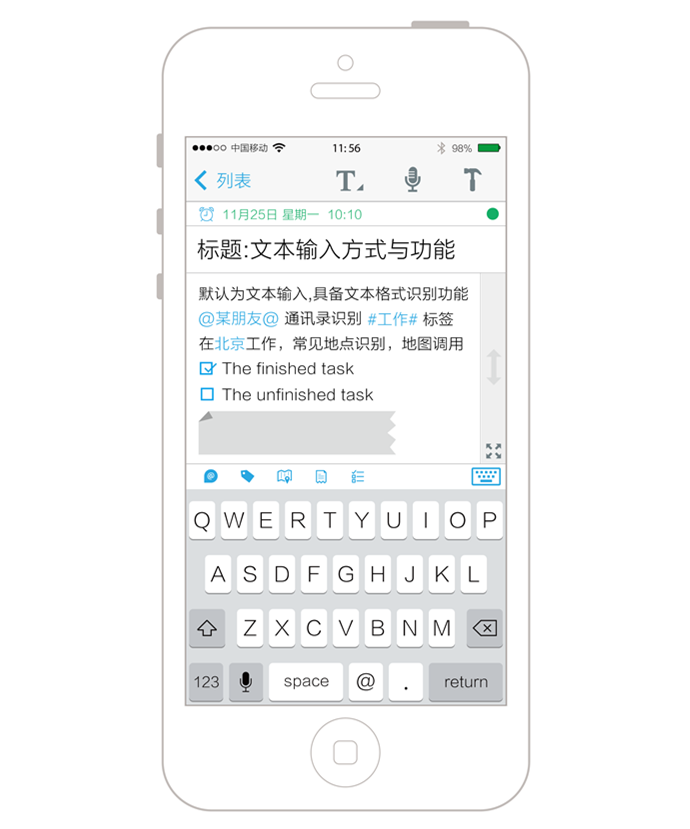 中国移动 11:56 98%
列表 T
11月25日 星期一 10:10
标题:文本输入方式与功能
默认为文本输入,具备文本格式识别功能
@某朋友@ 通讯录识别 #工作# 标签
在北京工作，常见地点识别，地图调用
The finished task
The unfinished task
Q W E R T Y U I O P
A S D F G H J K L
Z X C V B N M
123 space @ . return